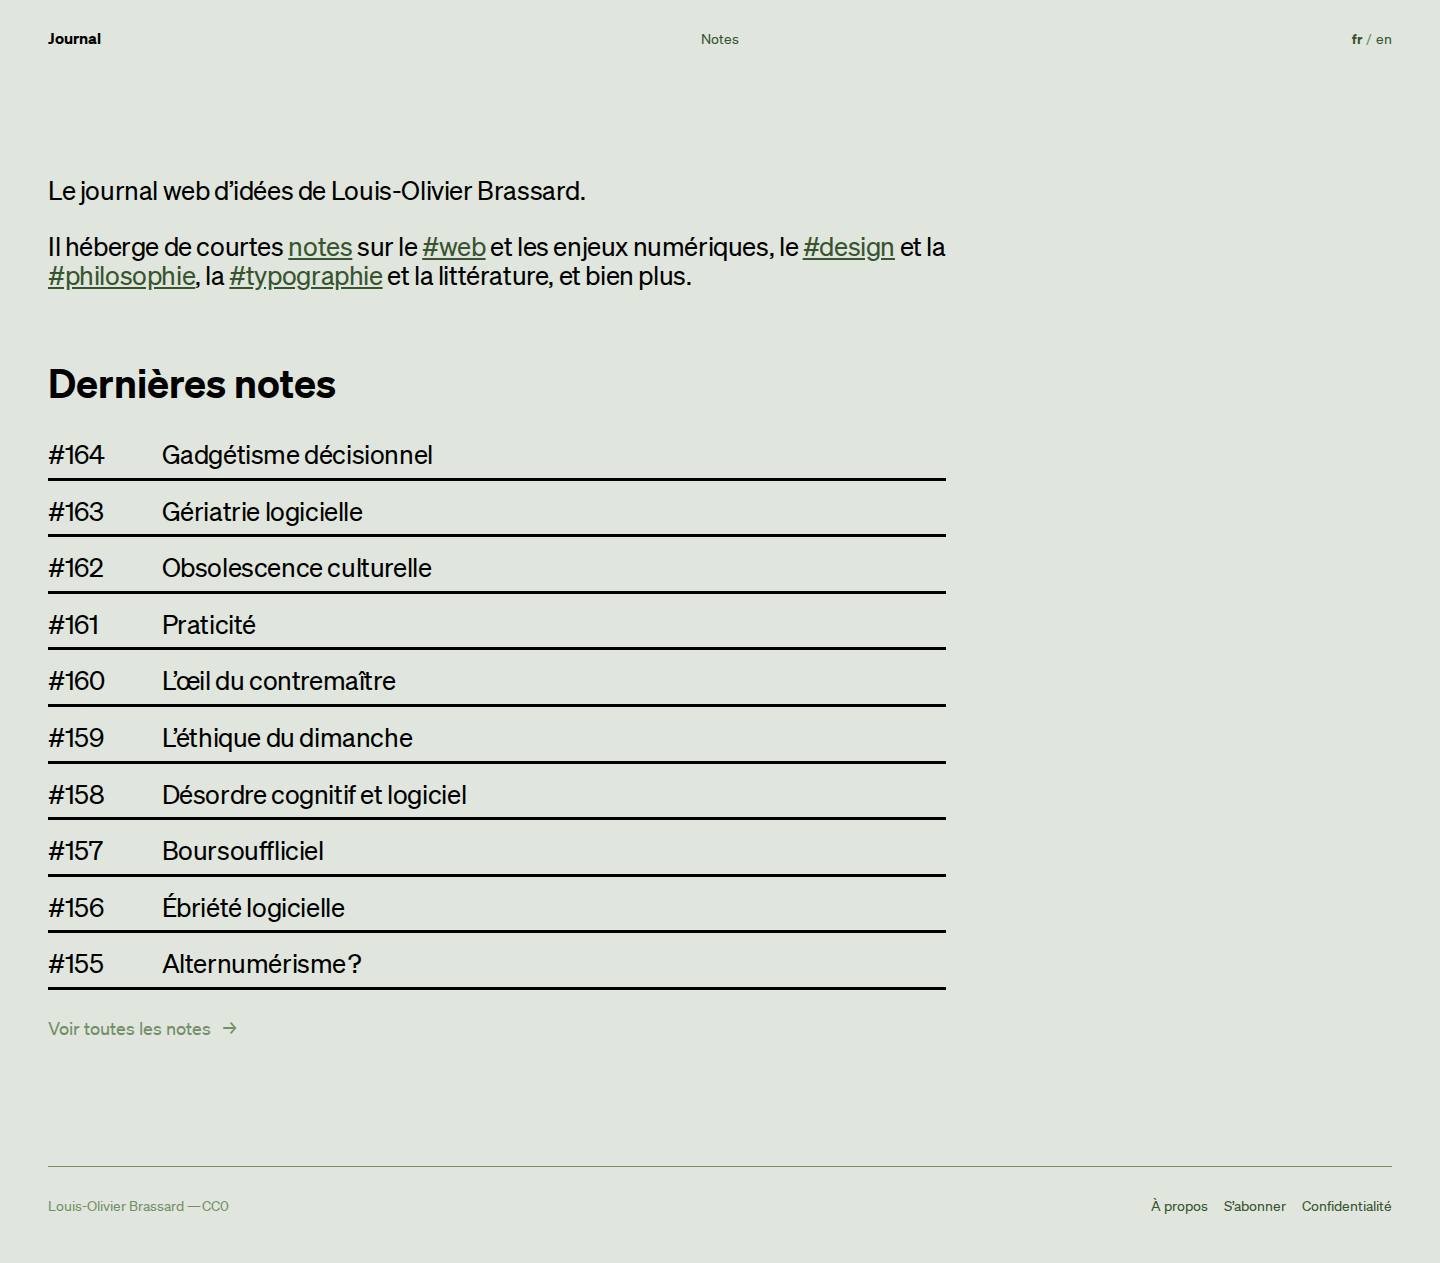 Journal
Notes
fr / en
Le journal web d’idées de Louis-Olivier Brassard.
Il héberge de courtes notes sur le #web et les enjeux numériques, le #design et la
#philosophie, la #typographie et la littérature, et bien plus.
Dernières notes
#164 Gadgétisme décisionnel
#163 Gériatrie logicielle
#162 Obsolescence culturelle
#161 Praticité
#160 L’œil du contremaître
#159 L’éthique du dimanche
#158 Désordre cognitif et logiciel
#157 Boursouffliciel
#156 Ébriété logicielle
#155 Alternumérisme ?
Voir toutes les notes →
Louis-Olivier Brassard — CC0
À propos S’abonner Confidentialité